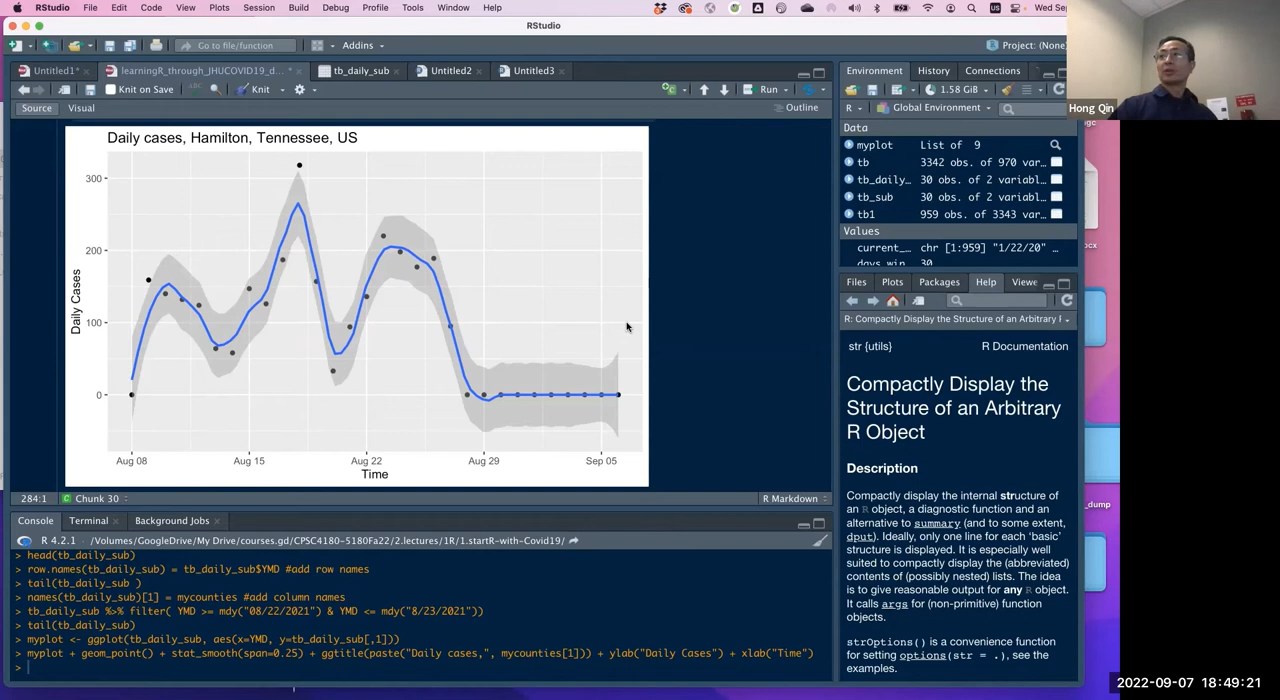 RStudio File Edit Code View Plots Session Build Debug Profile Tools Window Help
US
Wed Sep
RStudio
Go to file/function
Addins
Project: (None)
Untitled1*
learningR_through_JHUCOVID19_d...
tb_daily_sub
Untitled2
Untitled3
Knit on Save
ABC
Knit
Run
Source
Visual
Outline
Daily cases, Hamilton, Tennessee, US
300
200
100
0
Daily Cases
Aug 08
Aug 15
Aug 22
Aug 29
Sep 05
Time
284:1
Chunk 30
R Markdown
Console
Terminal
Background Jobs
R 4.2.1 · /Volumes/GoogleDrive/My Drive/courses.gd/CPSC4180-5180Fa22/2.lectures/1R/1.startR-with-Covid19/
> head(tb_daily_sub)
> row.names(tb_daily_sub) = tb_daily_sub$YMD #add row names
> tail(tb_daily_sub )
> names(tb_daily_sub)[1] = mycounties #add column names
> tb_daily_sub %>% filter( YMD >= mdy("08/22/2021") & YMD <= mdy("8/23/2021"))
> tail(tb_daily_sub)
> myplot <- ggplot(tb_daily_sub, aes(x=YMD, y=tb_daily_sub[,1]))
> myplot + geom_point() + stat_smooth(span=0.25) + ggtitle(paste("Daily cases,", mycounties[1])) + ylab("Daily Cases") + xlab("Time")
>
Environment
History
Connections
1.58 GiB
R
Global Environment
Data
myplot List of 9
tb 3342 obs. of 970 var...
tb_daily... 30 obs. of 2 variabl...
tb_sub 30 obs. of 2 variabl...
tb1 959 obs. of 3343 var...
Values
current_... chr [1:959] "1/22/20" ...
days_win 30
Files
Plots
Packages
Help
Viewe
R: Compactly Display the Structure of an Arbitrary
str {utils}
R Documentation
Compactly Display the
Structure of an Arbitrary
R Object
Description
Compactly display the internal structure of
an R object, a diagnostic function and an
alternative to summary (and to some extent,
dput). Ideally, only one line for each 'basic'
structure is displayed. It is especially well
suited to compactly display the (abbreviated)
contents of (possibly nested) lists. The idea
is to give reasonable output for any R object.
It calls args for (non-primitive) function
objects.
strOptions() is a convenience function
for setting options(str = .), see the
examples.
Hong Qin
ocx
_dump
2022-09-07 18:49:21